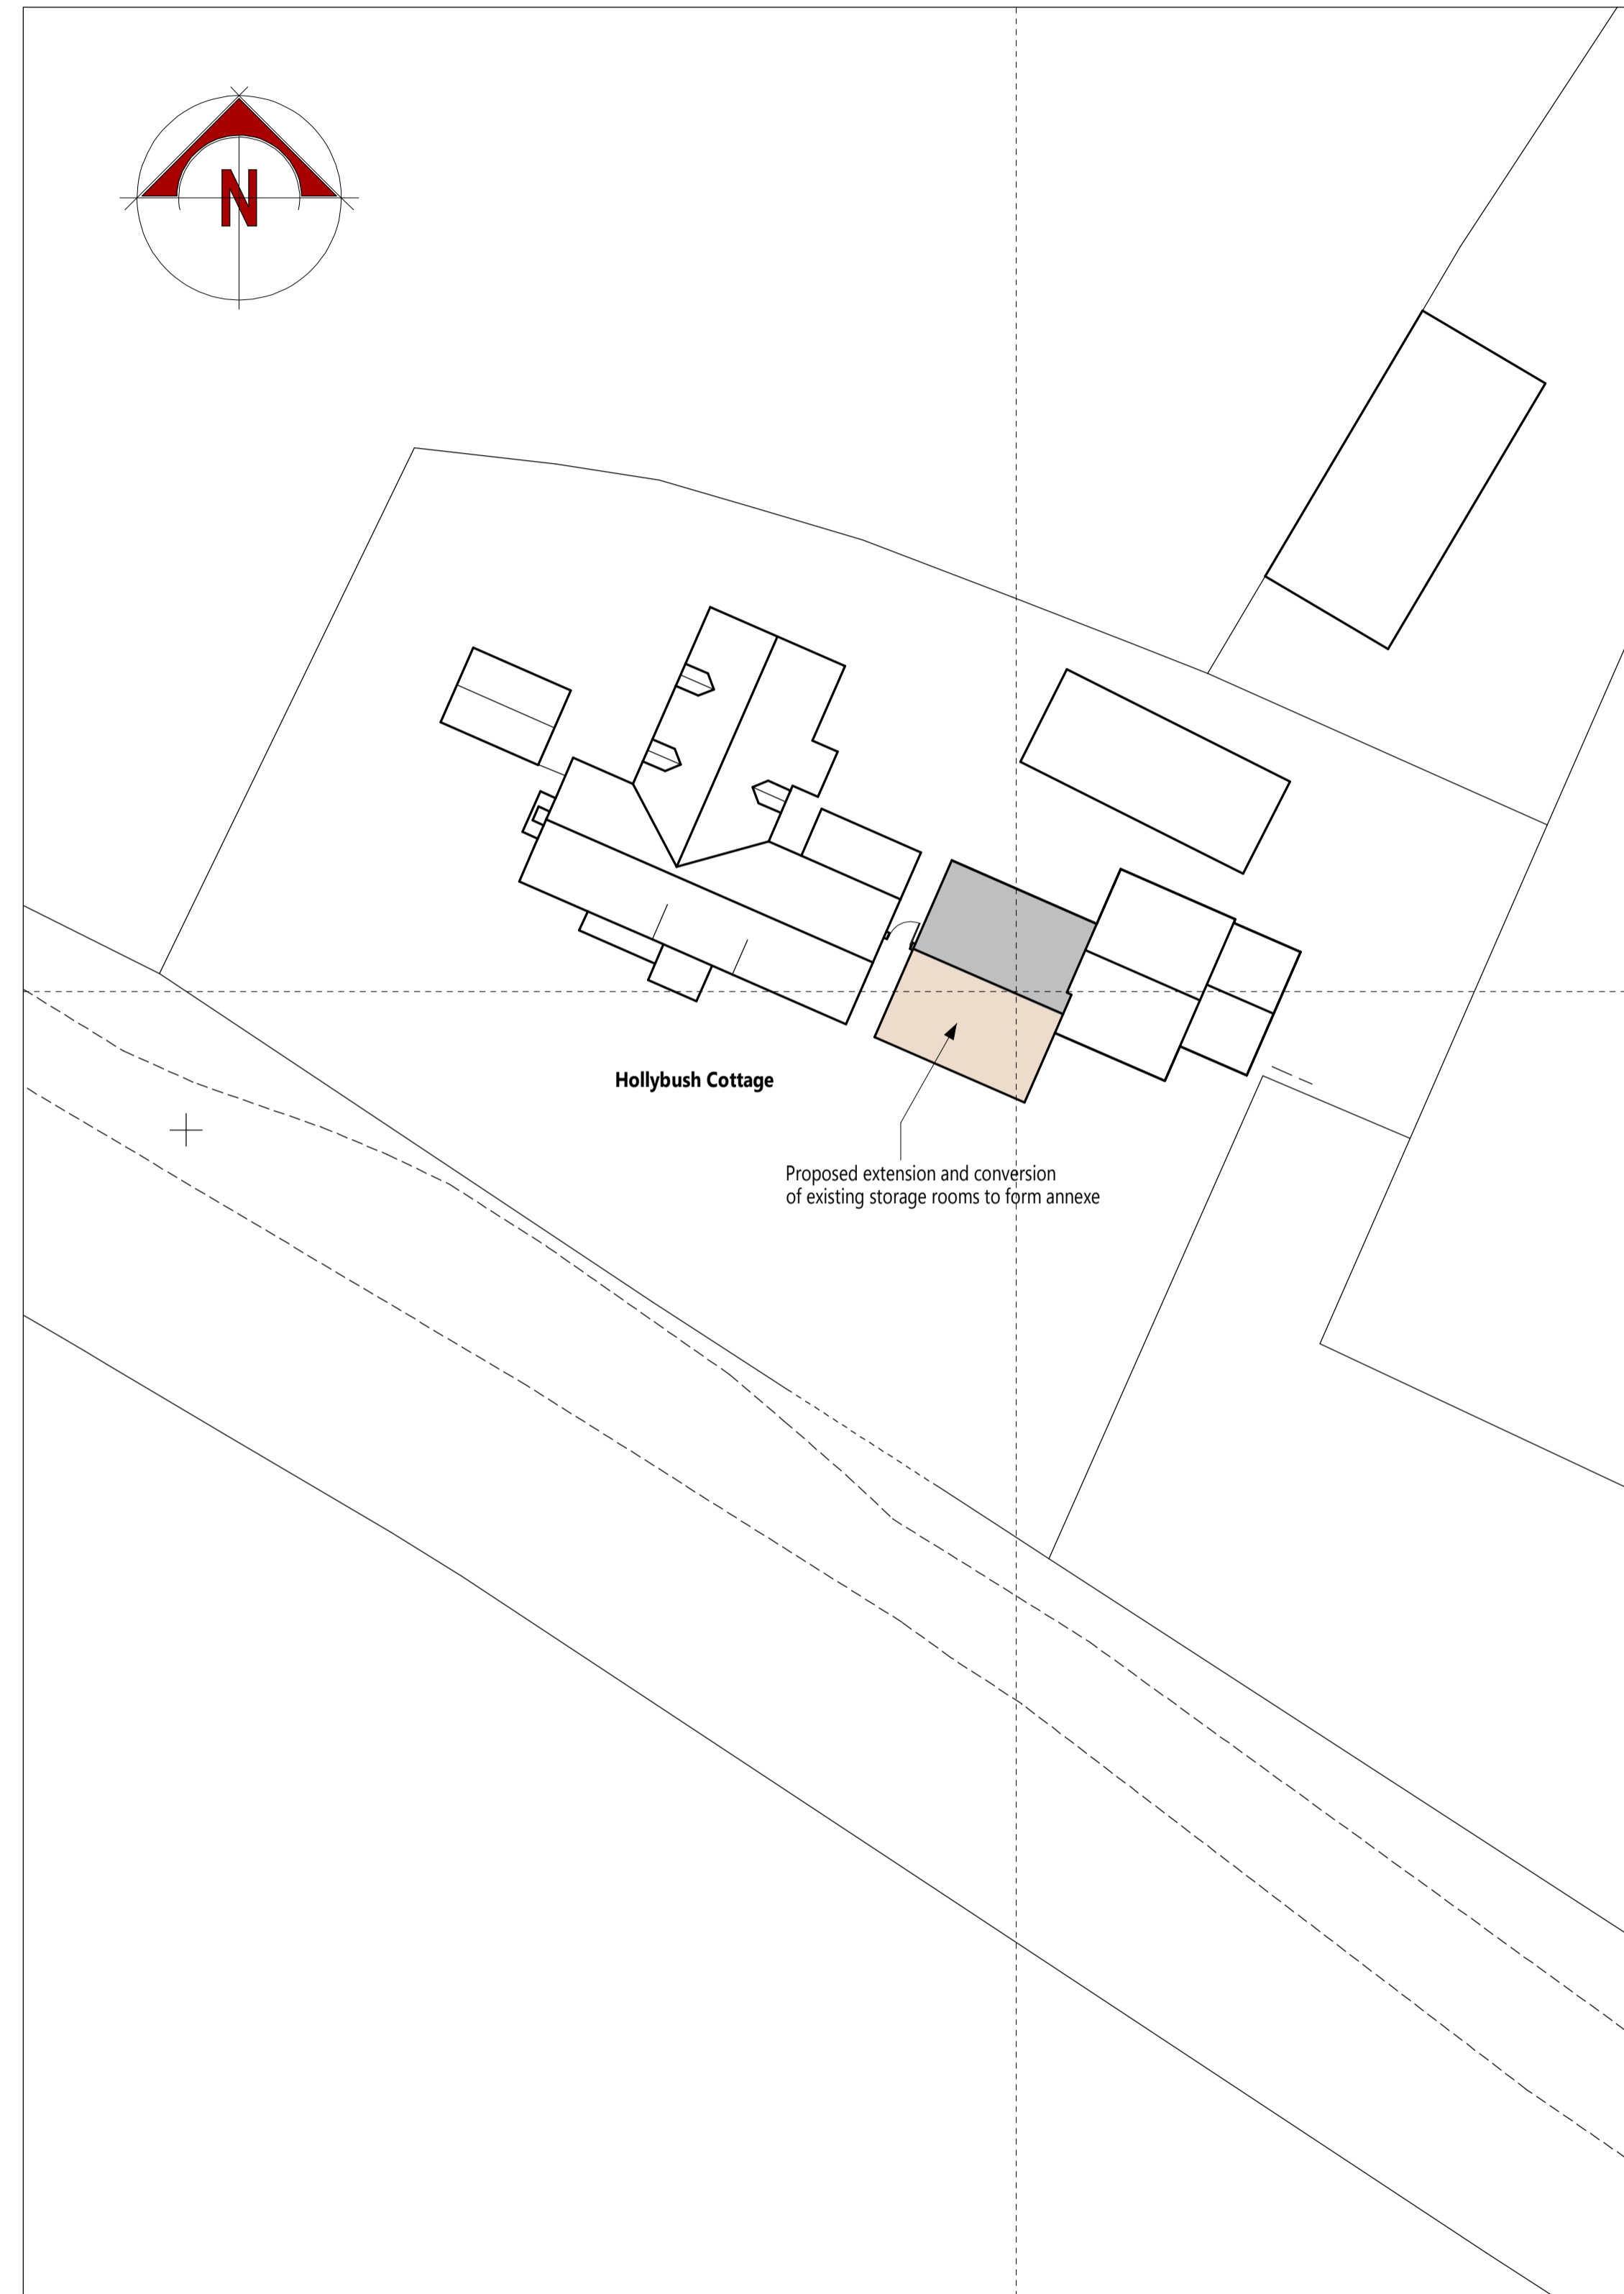 N
Hollybush Cottage
Proposed extension and conversion
of existing storage rooms to form annexe